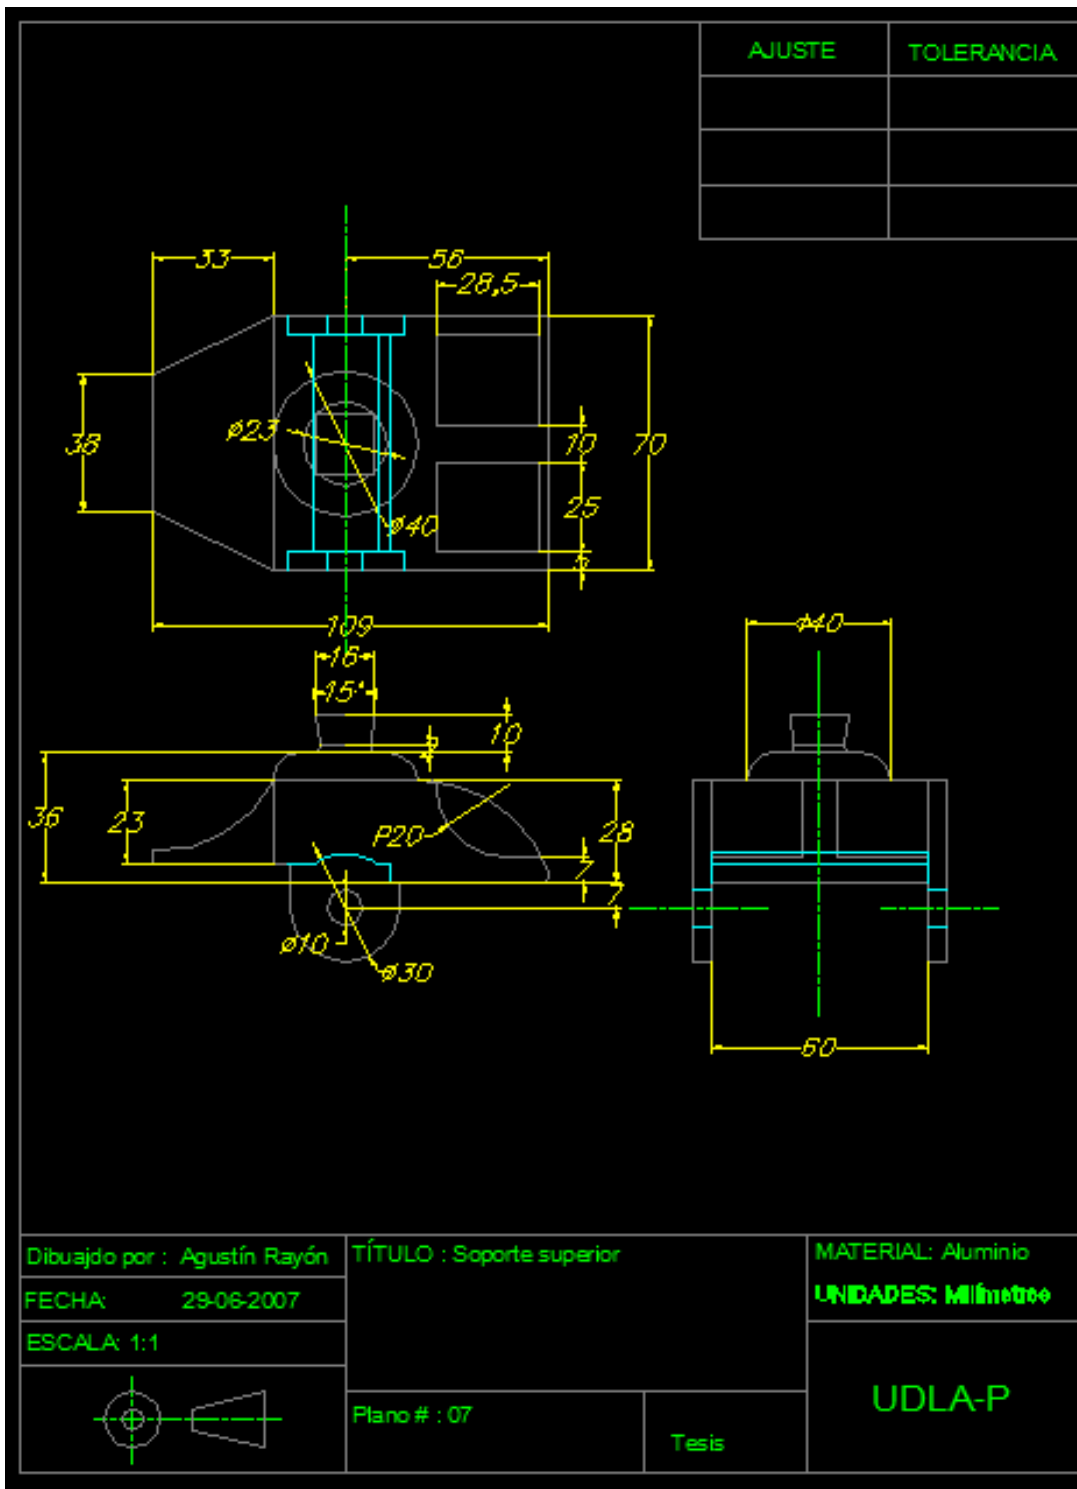 AJUSTE TOLERANCIA
33
56
28,5
38
ø23
10
70
25
5
ø40
109
16
15°
10
36
23
P20
28
7
7
ø10
ø30
ø40
60
Dibuajdo por : Agustín Rayón
FECHA: 29-06-2007
ESCALA: 1:1
TÍTULO : Soporte superior
Plano # : 07
Tesis
MATERIAL: Aluminio
UNIDADES: Milímetros
UDLA-P